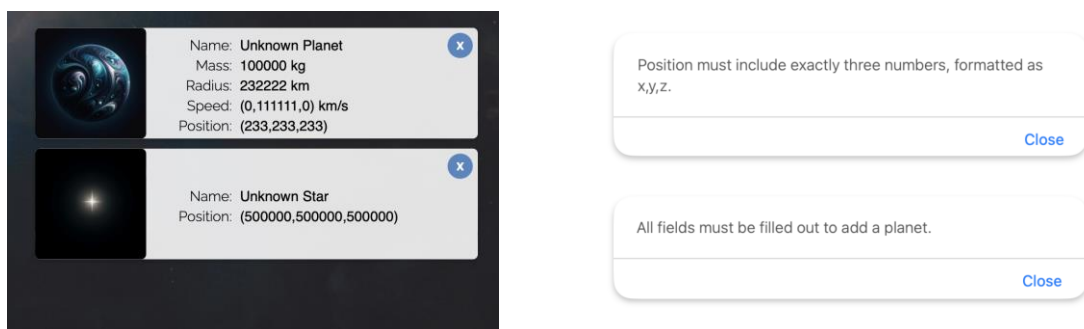 Name: Unknown Planet
X
Mass: 100000 kg
Radius: 232222 km
Speed: (0,111111,0) km/s
Position: (233,233,233)
X
Name: Unknown Star
Position: (500000,500000,500000)
Position must include exactly three numbers, formatted as
x,y,z.
Close
All fields must be filled out to add a planet.
Close